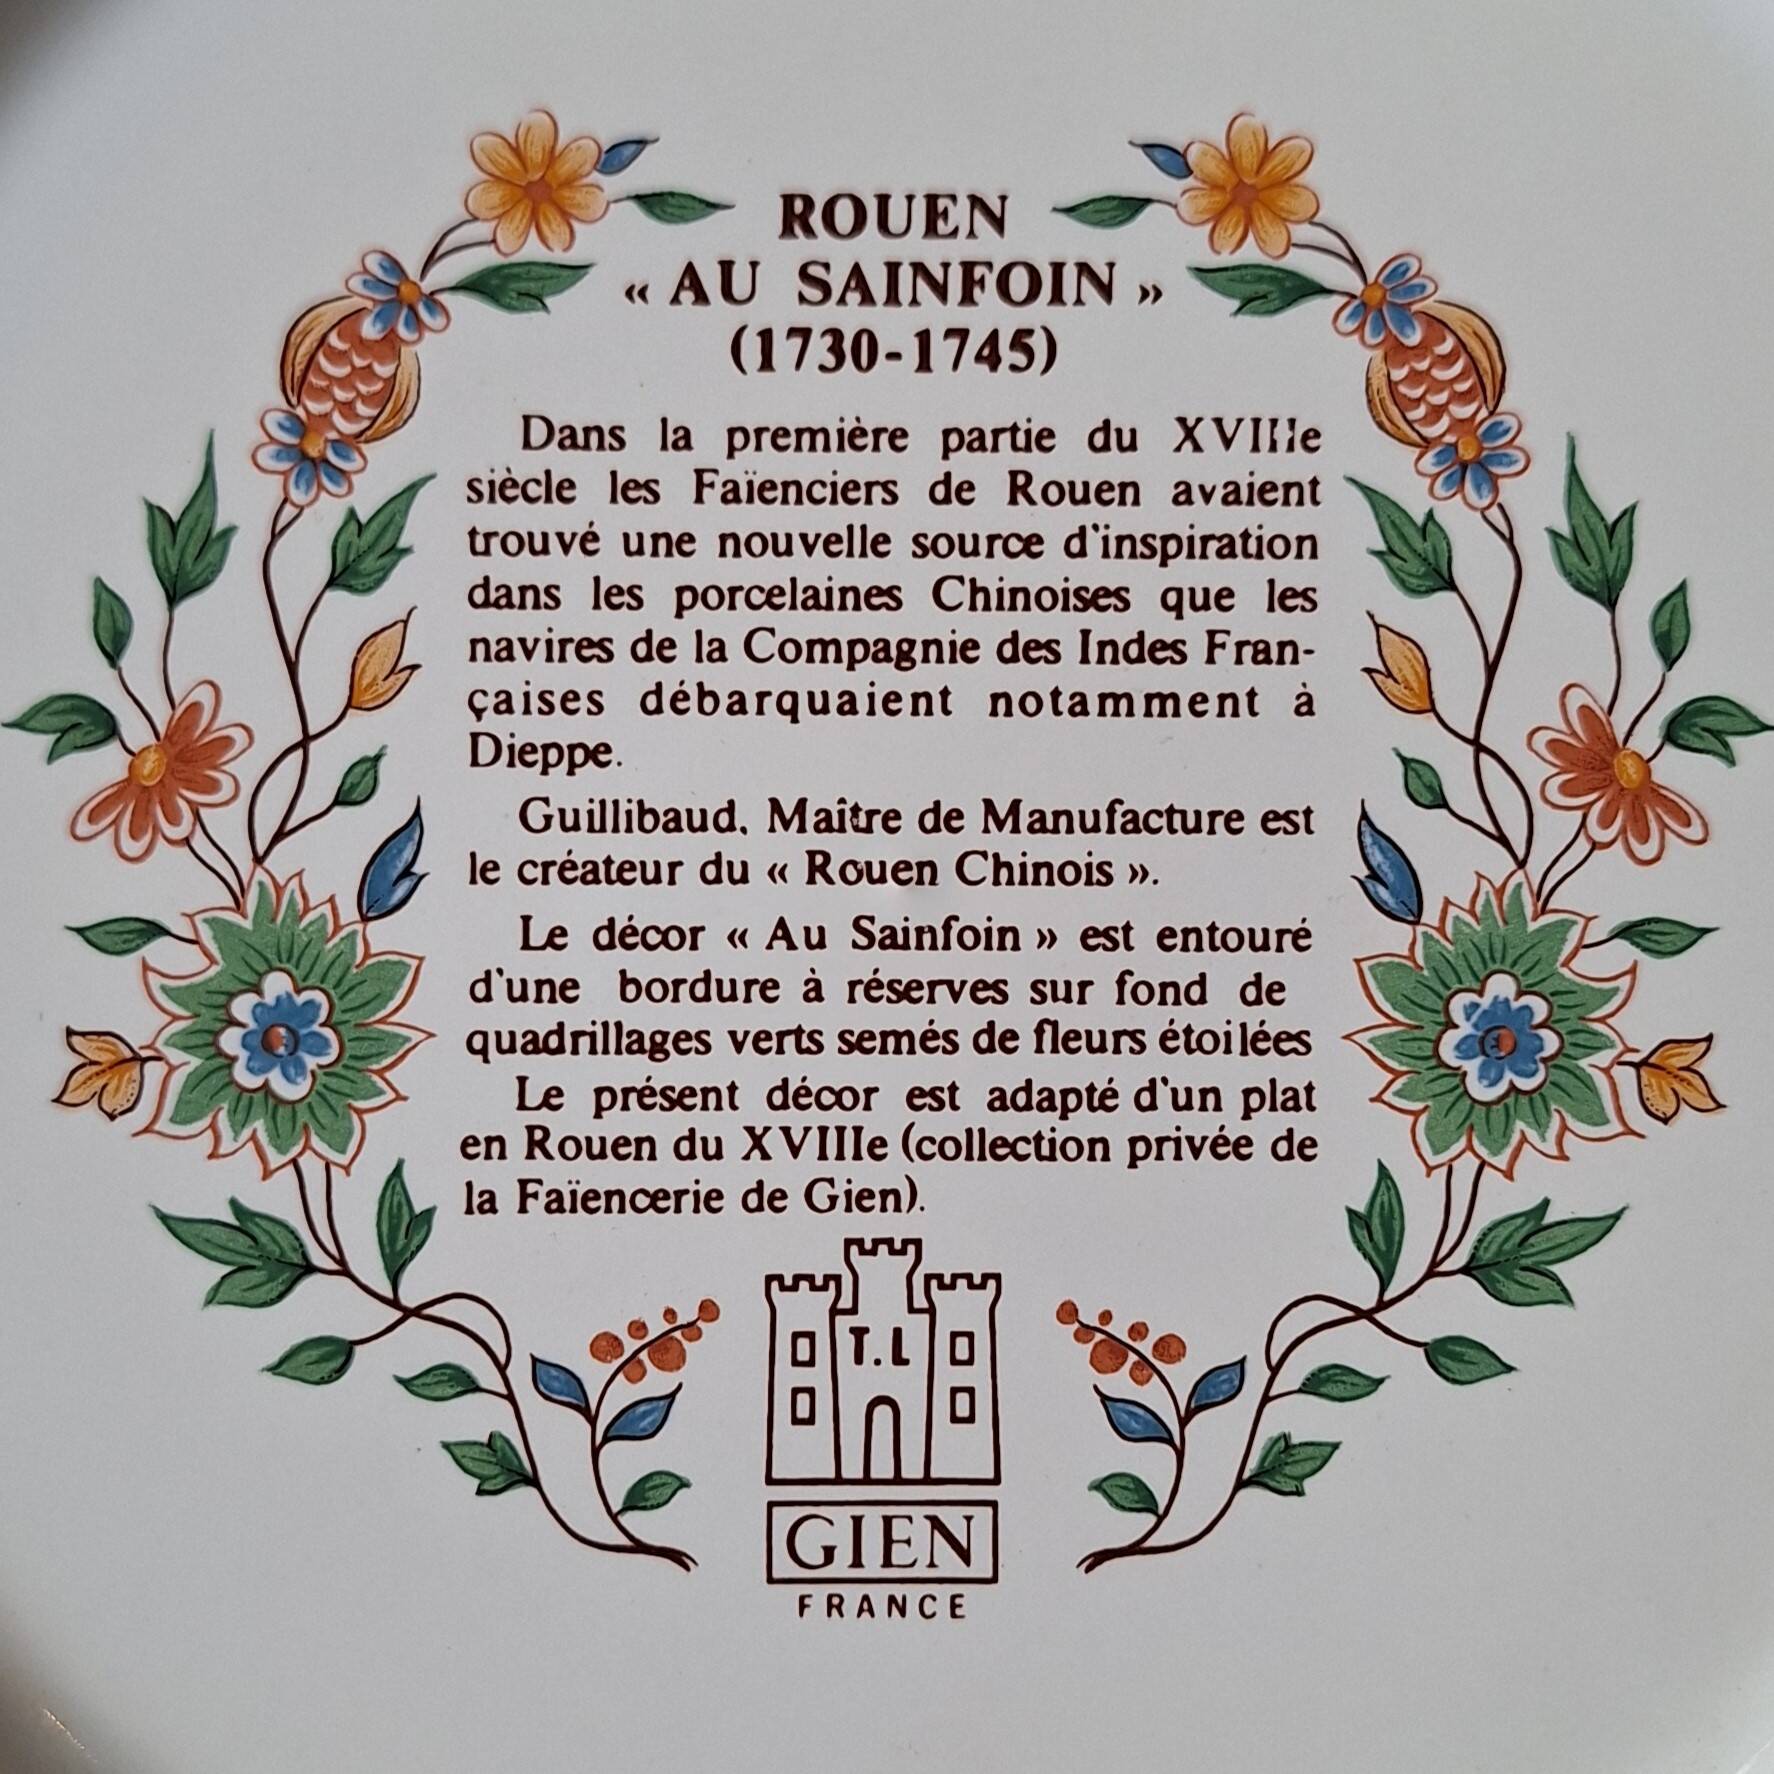 ROUEN
« AU SAINFOIN »
(1730-1745)
Dans la première partie du XVIIIe
siècle les Faïenciers de Rouen avaient
trouvé une nouvelle source d'inspiration
dans les porcelaines Chinoises que les
navires de la Compagnie des Indes Fran-
çaises débarquaient notamment à
Dieppe.
Guillibaud, Maître de Manufacture est
le créateur du « Rouen Chinois ».
Le décor « Au Sainfoin » est entouré
d'une bordure à réserves sur fond de
quadrillages verts semés de fleurs étoilées
Le présent décor est adapté d'un plat
en Rouen du XVIIIe (collection privée de
la Faïencerie de Gien).
T.L
GIEN
FRANCE